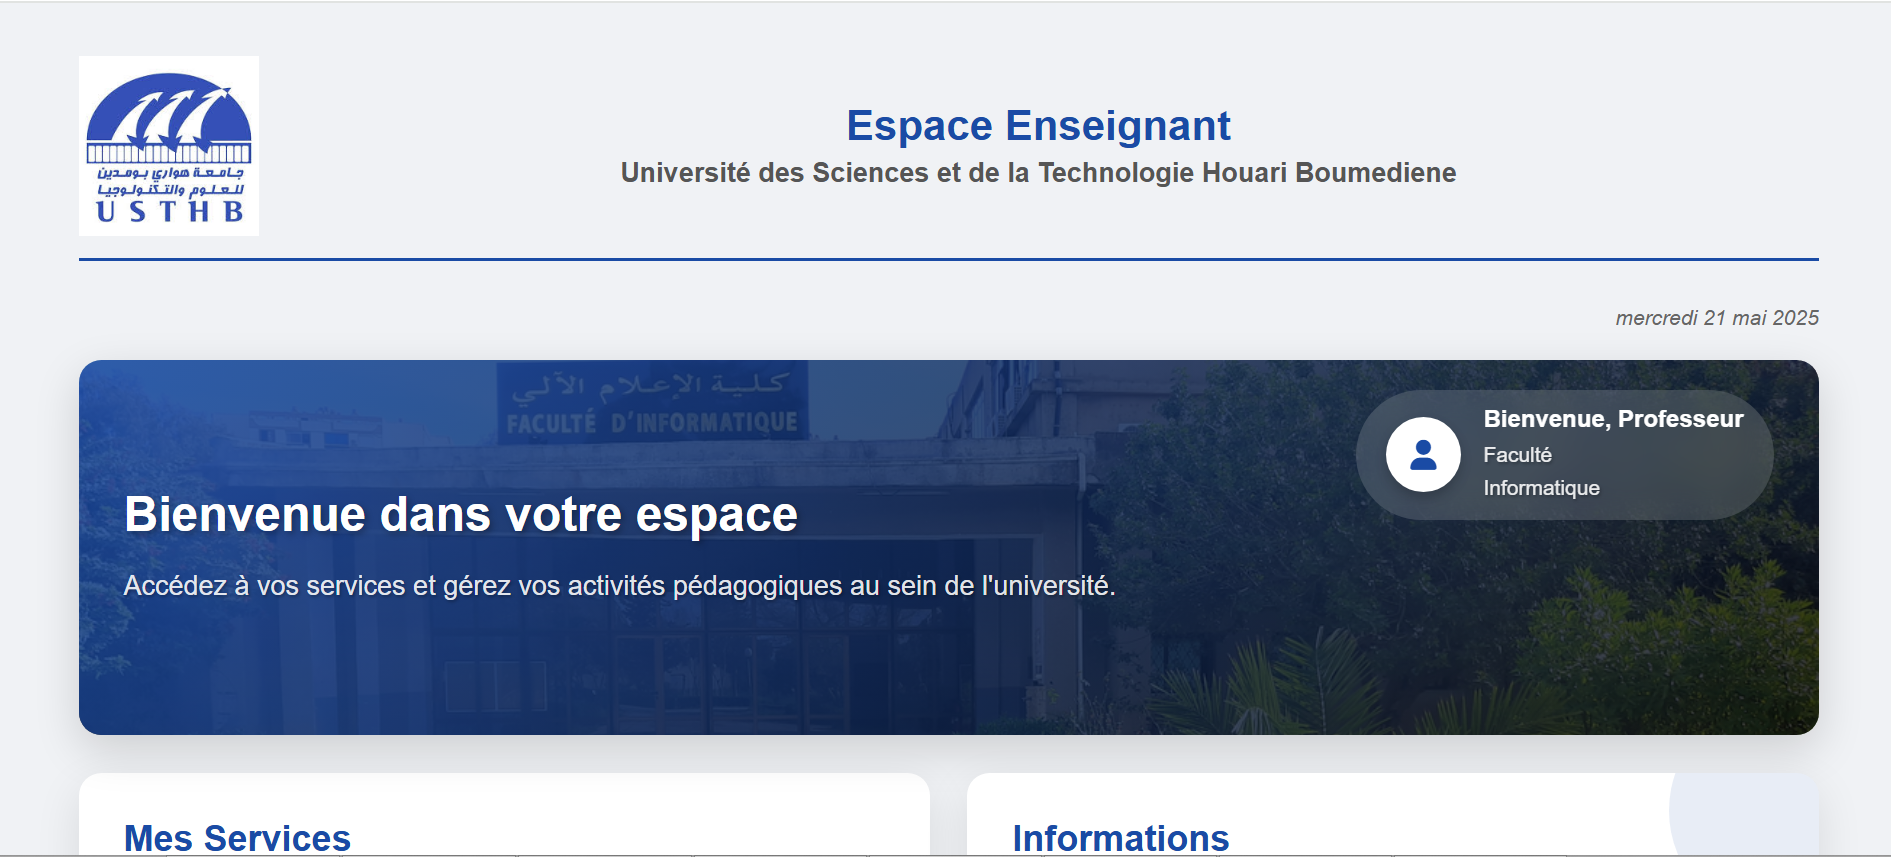 جامعة هواري بومدين
للعلوم والتكنولوجيا
USTHB
Espace Enseignant
Université des Sciences et de la Technologie Houari Boumediene
mercredi 21 mai 2025
كلية الإعلام الآلي
FACULTÉ D'INFORMATIQUE
Bienvenue, Professeur
Faculté
Informatique
Bienvenue dans votre espace
Accédez à vos services et gérez vos activités pédagogiques au sein de l'université.
Mes Services
Informations